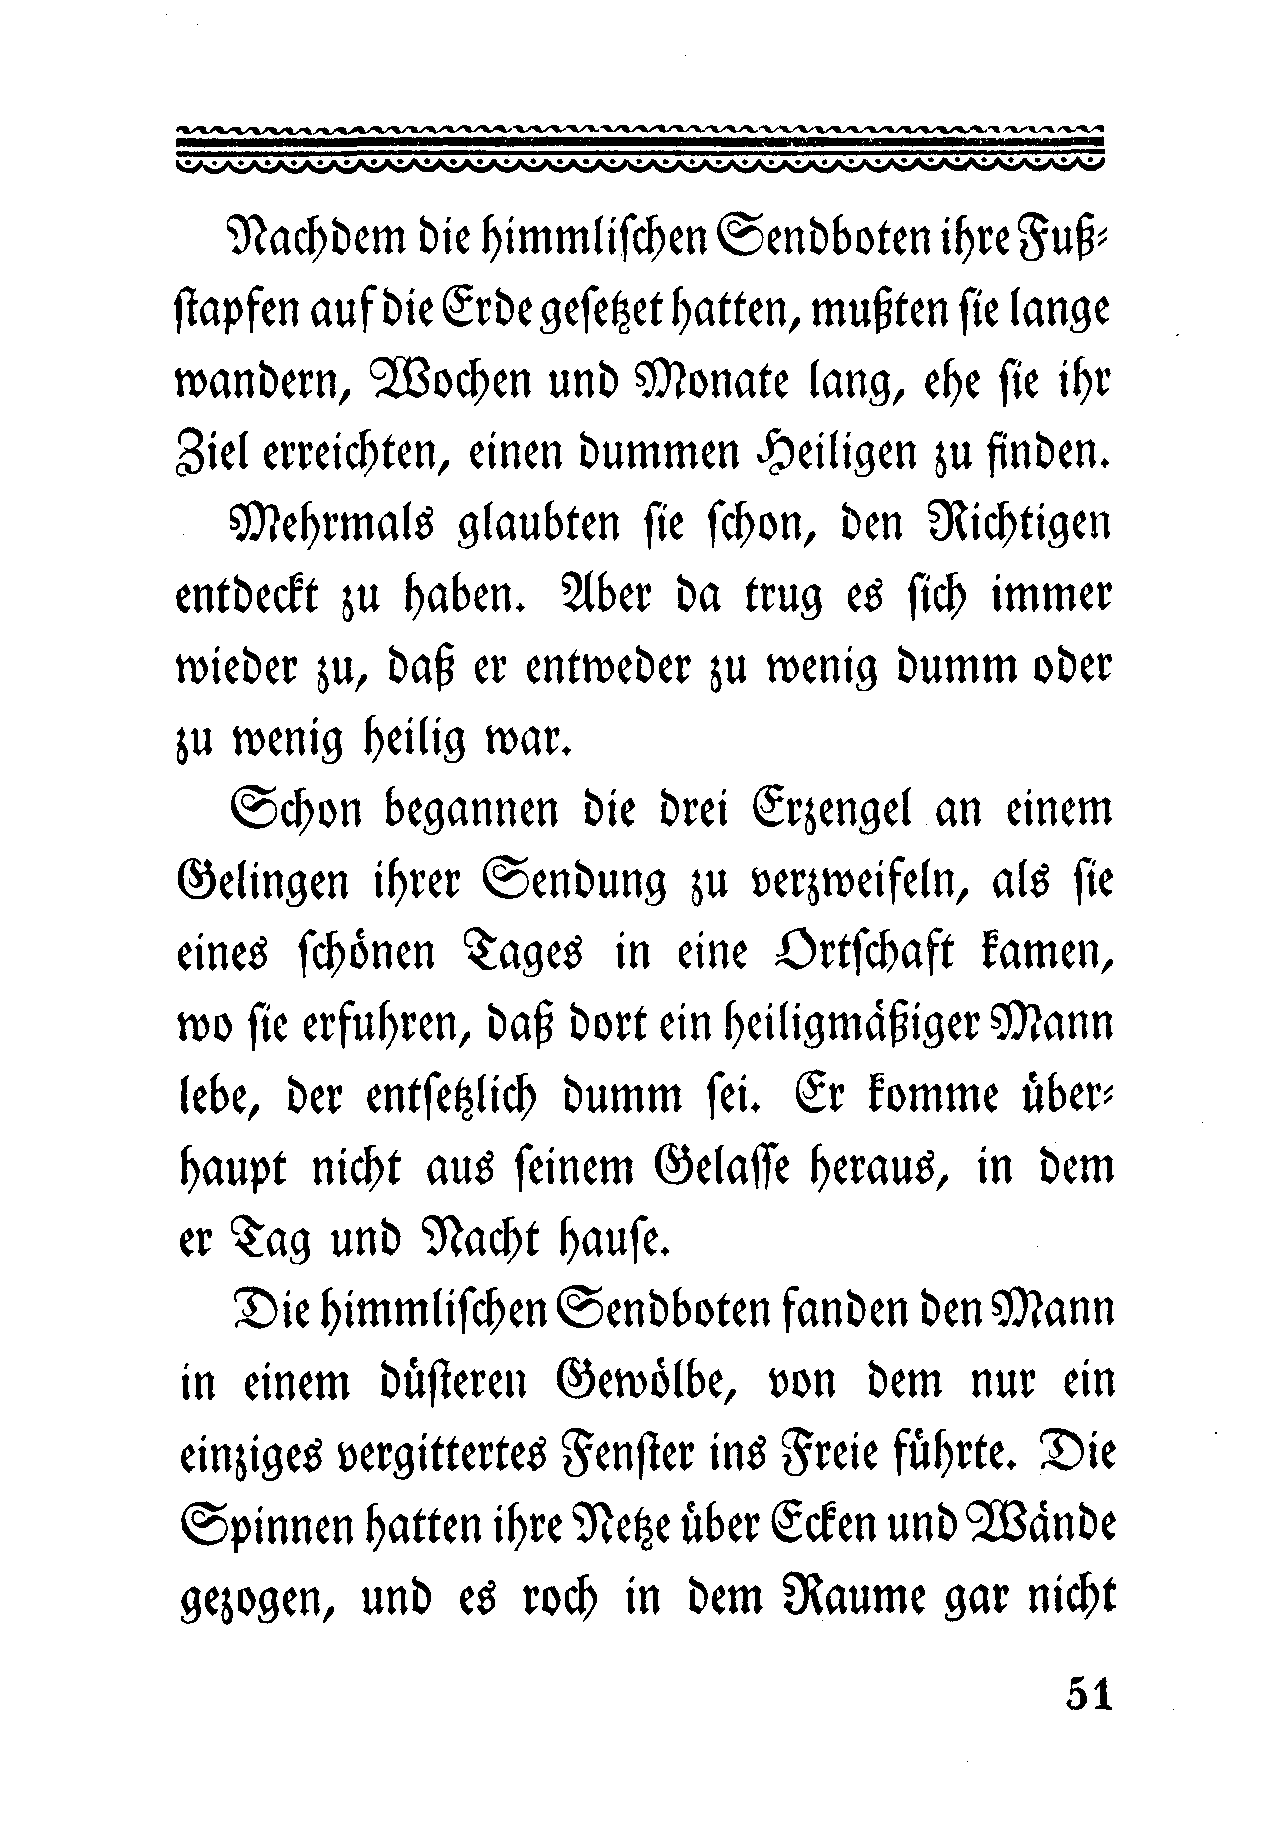 Nachdem die himmliſchen Sendboten ihre Fuß⸗
ſtapfen auf die Erde geſetzet hatten, mußten ſie lange
wandern, Wochen und Monate lang, ehe ſie ihr
Ziel erreichten, einen dummen Heiligen zu finden.
Mehrmals glaubten ſie ſchon, den Richtigen
entdeckt zu haben. Aber da trug es ſich immer
wieder zu, daß er entweder zu wenig dumm oder
zu wenig heilig war.
Schon begannen die drei Erzengel an einem
Gelingen ihrer Sendung zu verzweifeln, als ſie
eines ſchönen Tages in eine Ortſchaft kamen,
wo ſie erfuhren, daß dort ein heiligmäßiger Mann
lebe, der entſetzlich dumm ſei. Er komme über⸗
haupt nicht aus ſeinem Gelaſſe heraus, in dem
er Tag und Nacht hauſe.
Die himmliſchen Sendboten fanden den Mann
in einem düſteren Gewölbe, von dem nur ein
einziges vergittertes Fenſter ins Freie führte. Die
Spinnen hatten ihre Netze über Ecken und Wände
gezogen, und es roch in dem Raume gar nicht
51